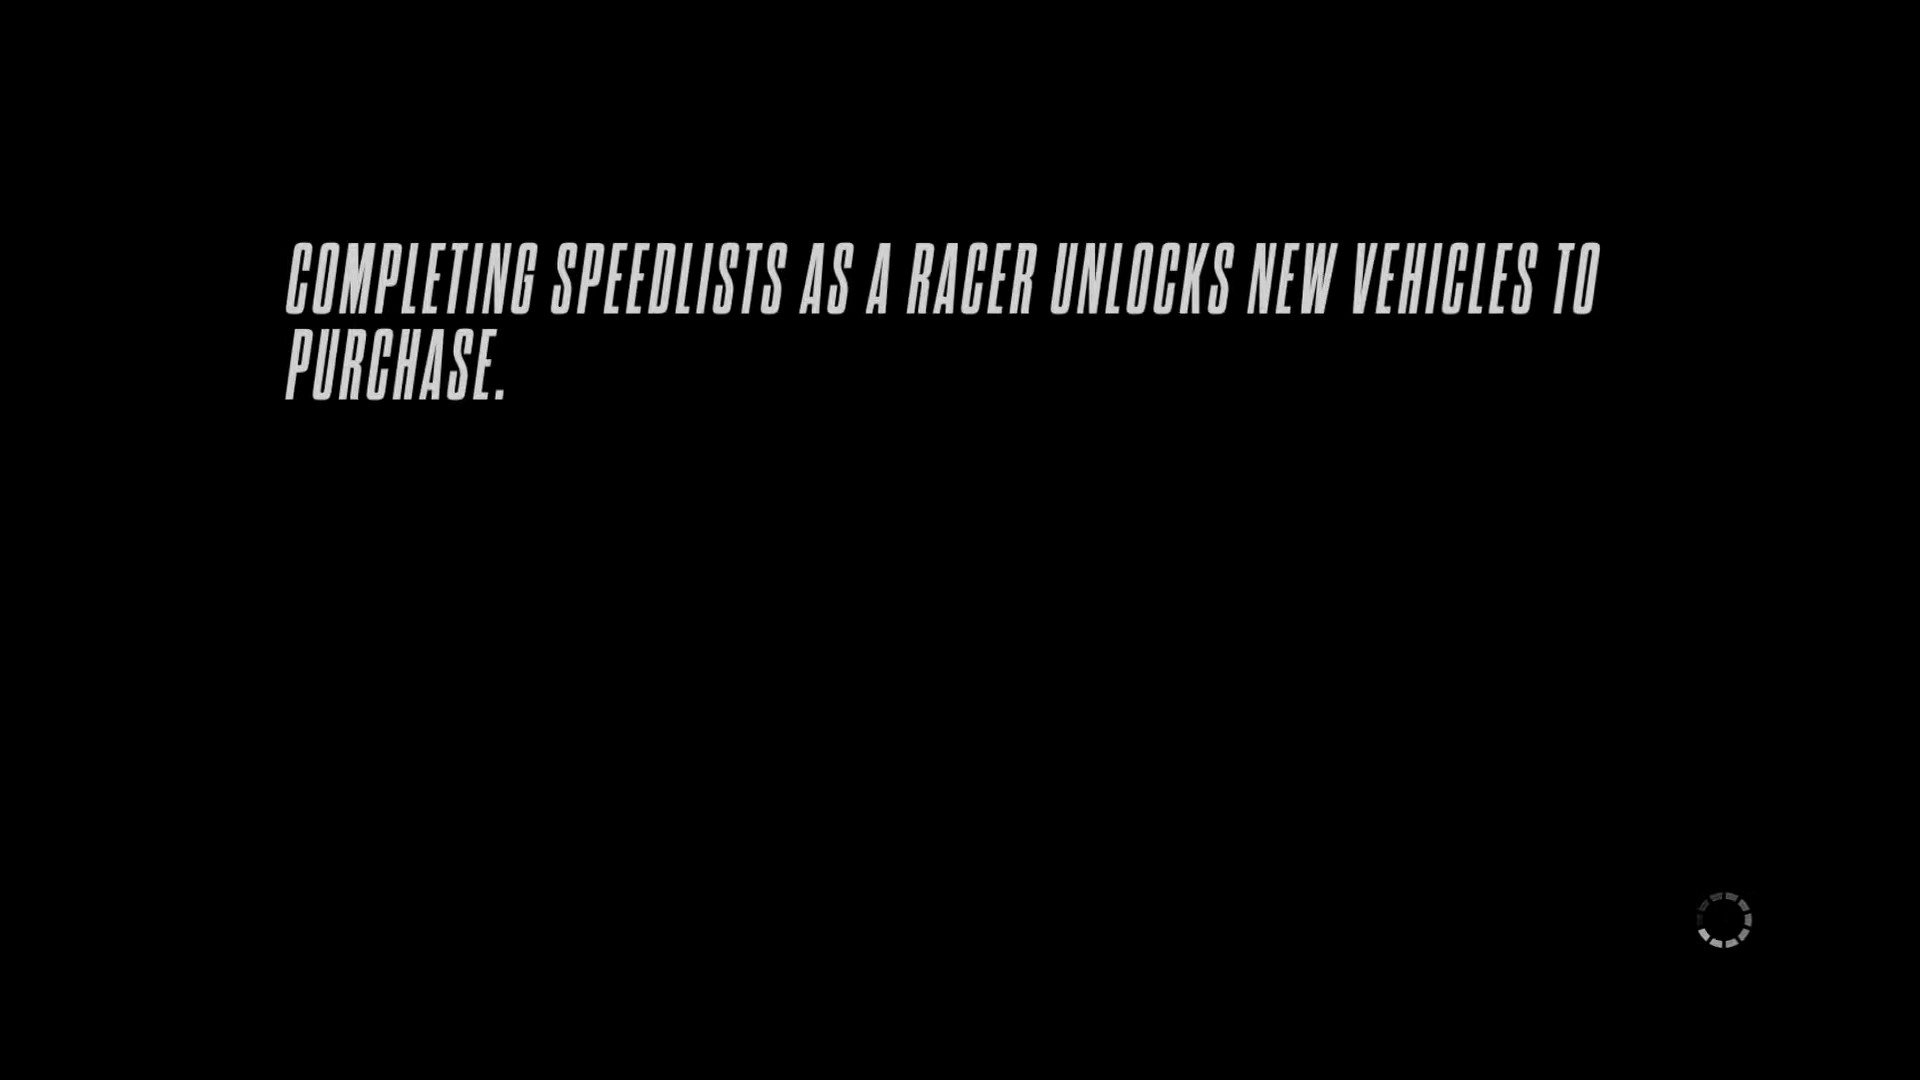 COMPLETING SPEEDLISTS AS A RACER UNLOCKS NEW VEHICLES TO
PURCHASE.